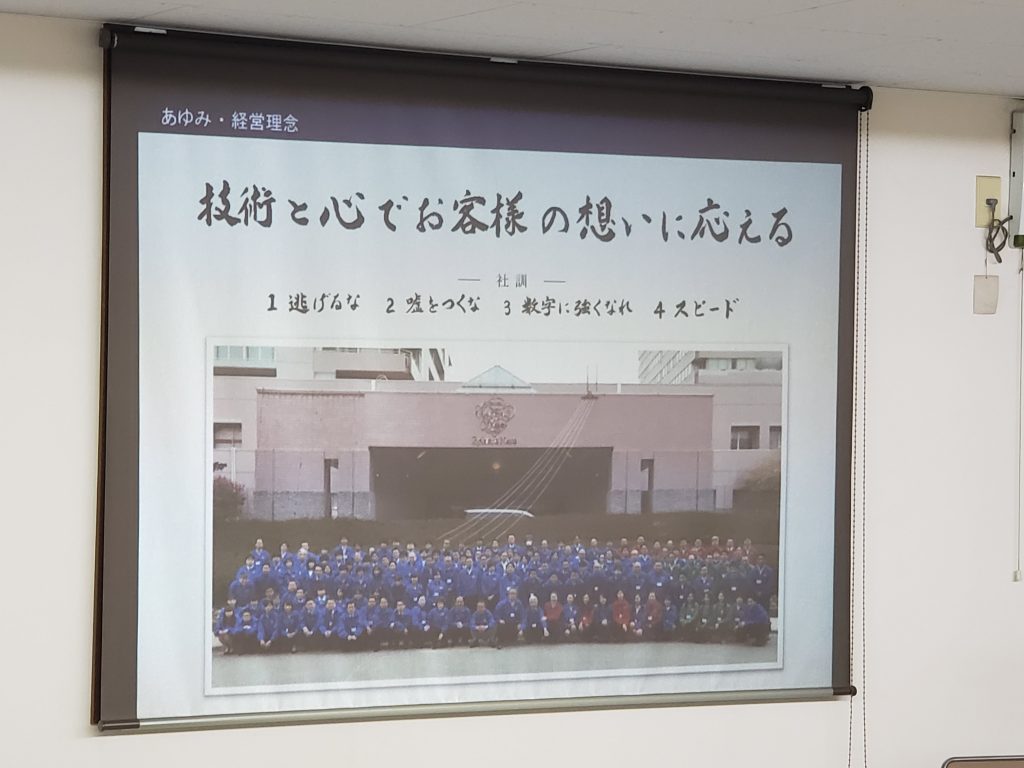 あゆみ・経営理念
技術と心でお客様の想いに応える
社訓
1 逃げるな 2 嘘をつくな 3 数字に強くなれ 4 スピード